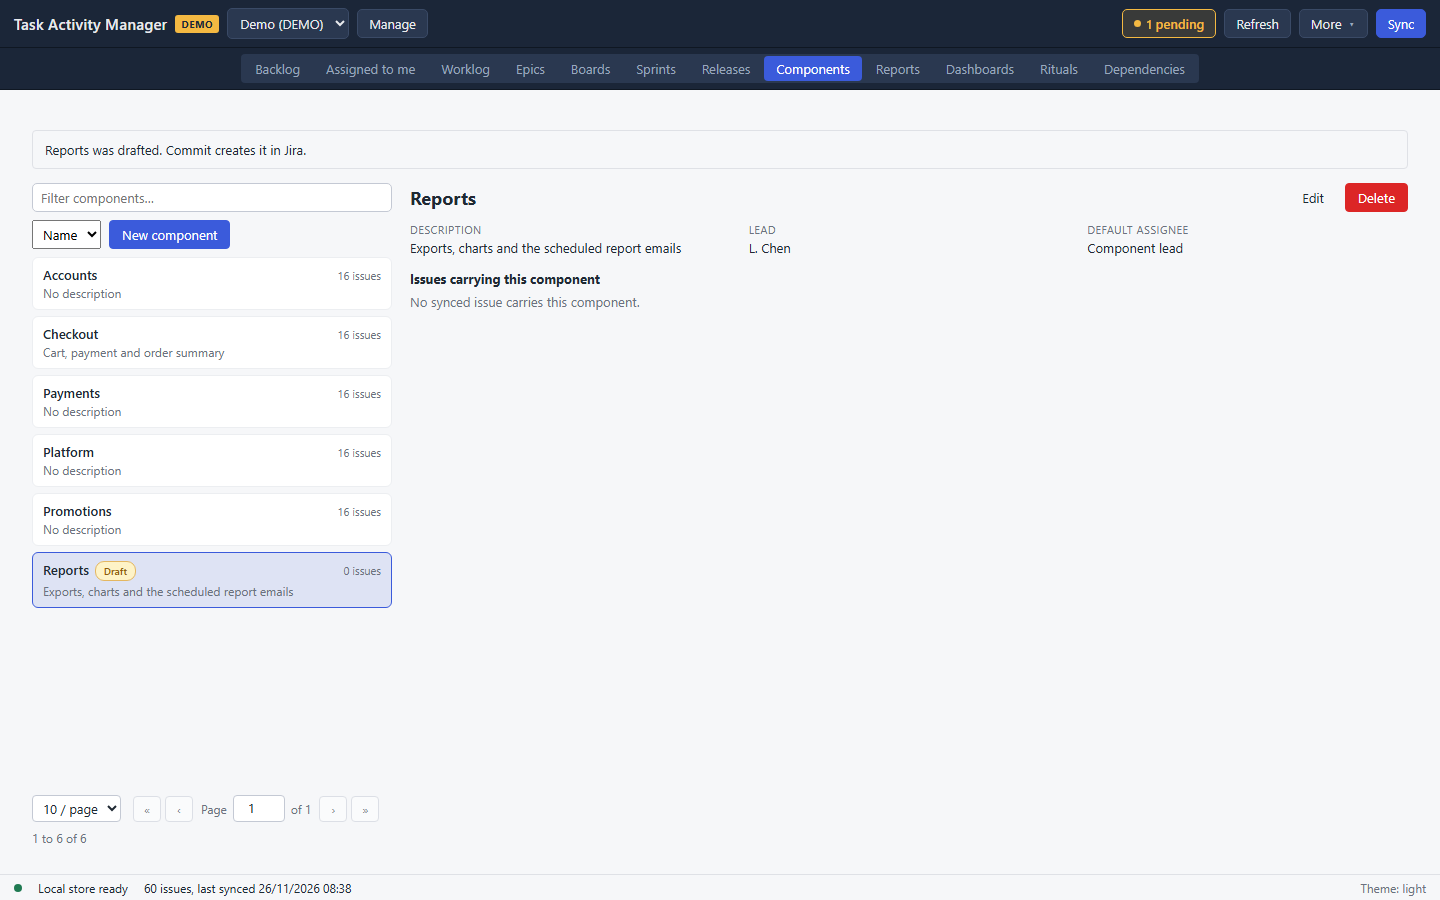 Task Activity Manager DEMO Demo (DEMO) Manage 1 pending Refresh More Sync
Backlog Assigned to me Worklog Epics Boards Sprints Releases Components Reports Dashboards Rituals Dependencies
Reports was drafted. Commit creates it in Jira.
Filter components...
Name New component
Accounts 16 issues
No description
Checkout 16 issues
Cart, payment and order summary
Payments 16 issues
No description
Platform 16 issues
No description
Promotions 16 issues
No description
Reports Draft 0 issues
Exports, charts and the scheduled report emails
10 / page « ‹ Page 1 of 1 › »
1 to 6 of 6
Reports Edit Delete
DESCRIPTION LEAD DEFAULT ASSIGNEE
Exports, charts and the scheduled report emails L. Chen Component lead
Issues carrying this component
No synced issue carries this component.
Local store ready 60 issues, last synced 26/11/2026 08:38 Theme: light